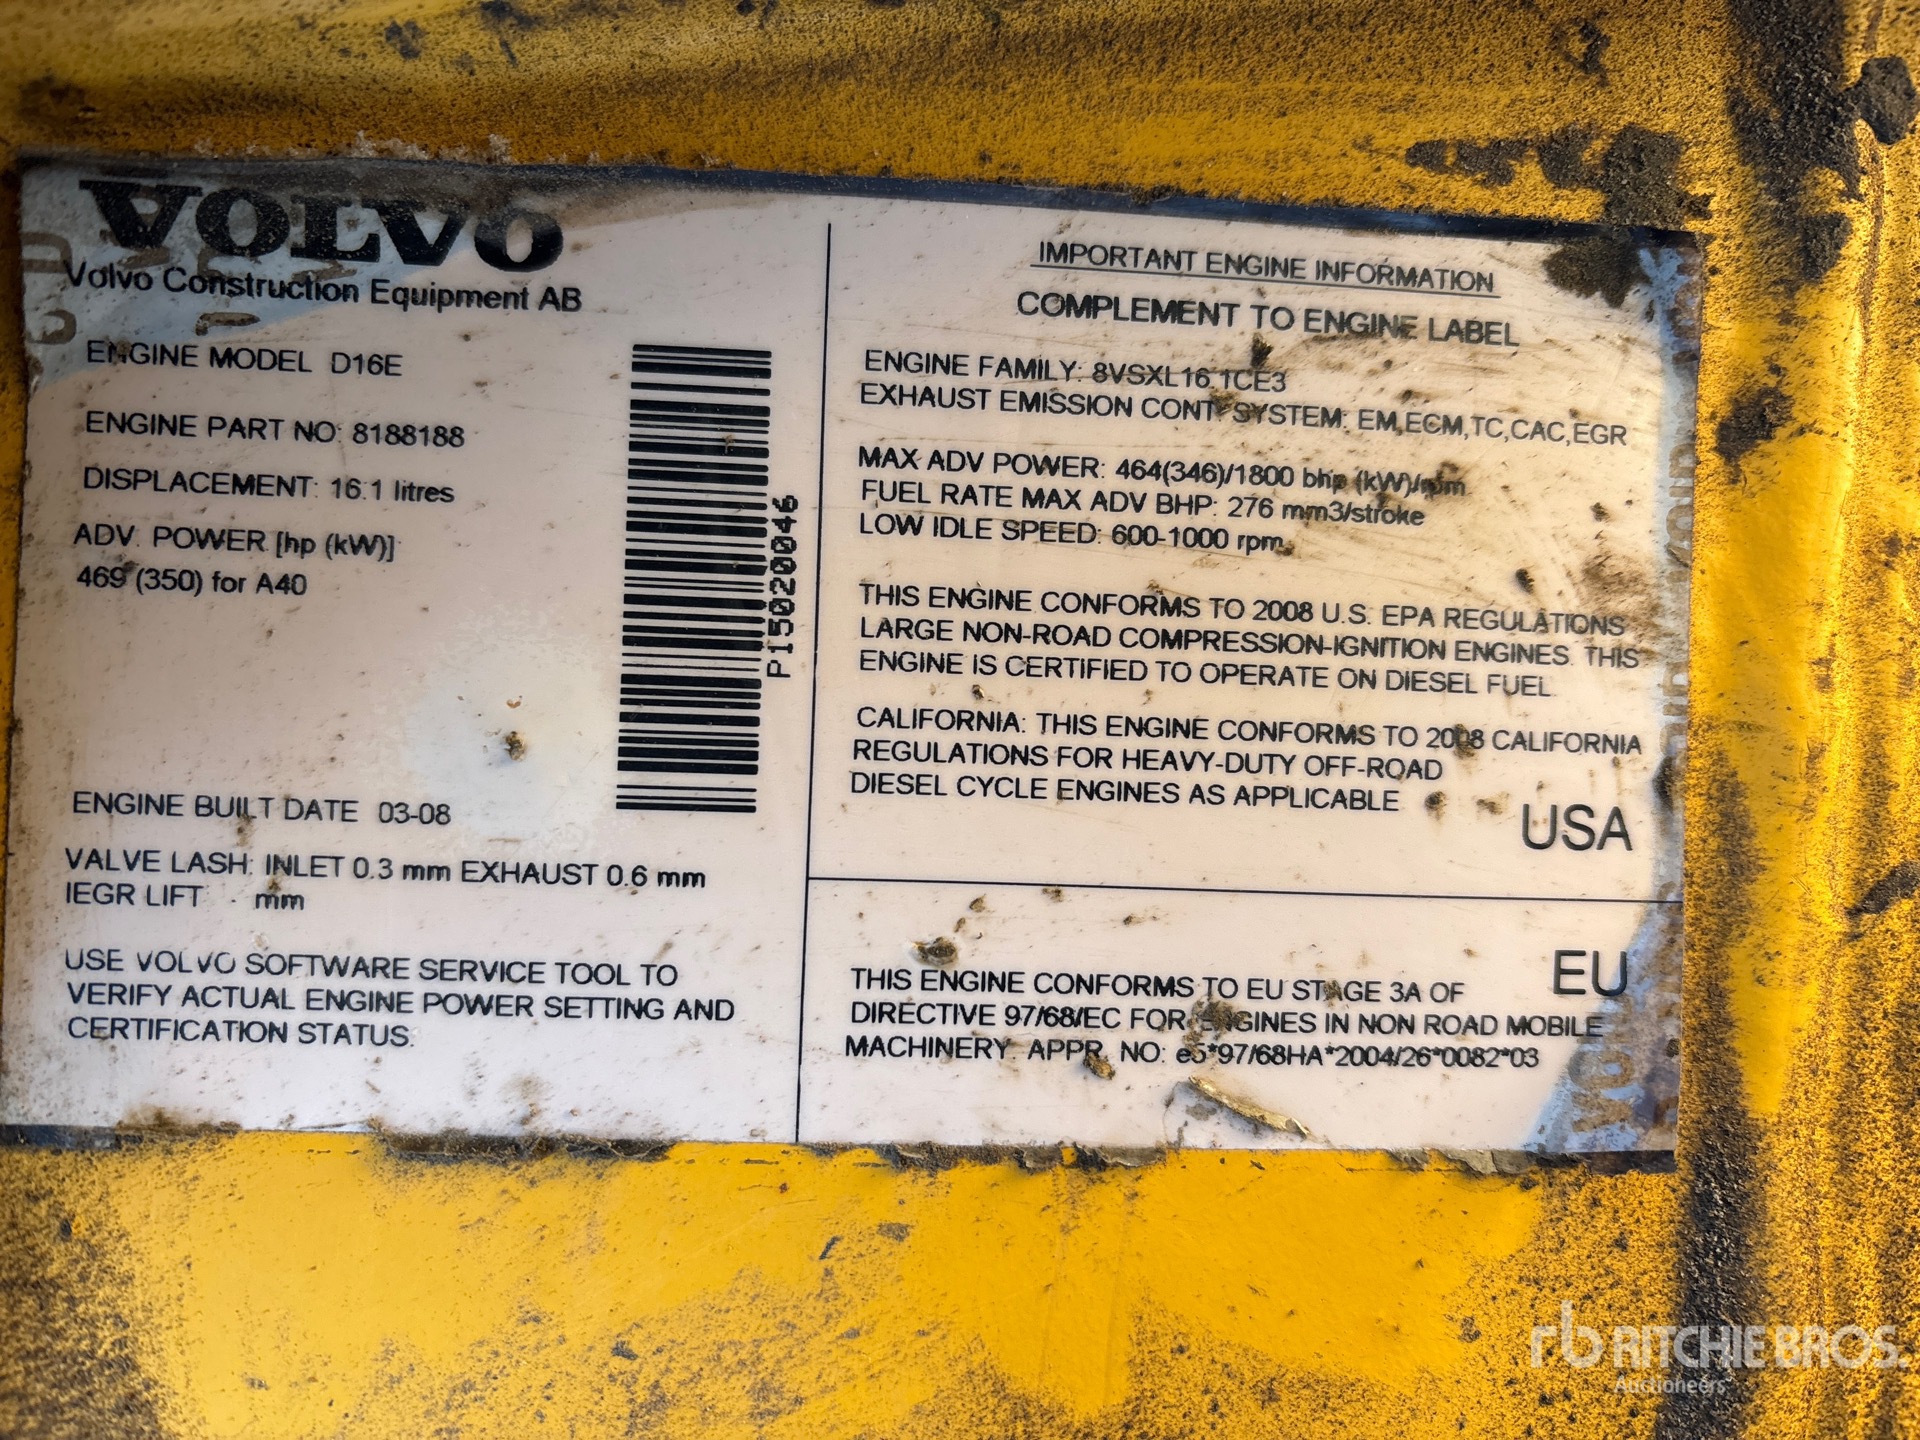 VOLVO
Volvo Construction Equipment AB
ENGINE MODEL D16E
ENGINE PART NO: 8188188
DISPLACEMENT: 16.1 litres
ADV. POWER [hp (kW)]
469 (350) for A40
P150200046
ENGINE BUILT DATE 03-08
VALVE LASH: INLET 0.3 mm EXHAUST 0.6 mm
IEGR LIFT - mm
USE VOLVO SOFTWARE SERVICE TOOL TO
VERIFY ACTUAL ENGINE POWER SETTING AND
CERTIFICATION STATUS.
IMPORTANT ENGINE INFORMATION
COMPLEMENT TO ENGINE LABEL
ENGINE FAMILY: 8VSXL16.1CE3
EXHAUST EMISSION CONT. SYSTEM: EM,ECM,TC,CAC,EGR
MAX ADV POWER: 464(346)/1800 bhp (kW)/rpm
FUEL RATE MAX ADV BHP: 276 mm3/stroke
LOW IDLE SPEED: 600-1000 rpm
THIS ENGINE CONFORMS TO 2008 U.S. EPA REGULATIONS
LARGE NON-ROAD COMPRESSION-IGNITION ENGINES. THIS
ENGINE IS CERTIFIED TO OPERATE ON DIESEL FUEL.
CALIFORNIA: THIS ENGINE CONFORMS TO 2008 CALIFORNIA
REGULATIONS FOR HEAVY-DUTY OFF-ROAD
DIESEL CYCLE ENGINES AS APPLICABLE
USA
EU
THIS ENGINE CONFORMS TO EU STAGE 3A OF
DIRECTIVE 97/68/EC FOR ENGINES IN NON ROAD MOBILE
MACHINERY. APPR. NO: e5*97/68HA*2004/26*0082*03
rb RITCHIE BROS.
Auctioneers